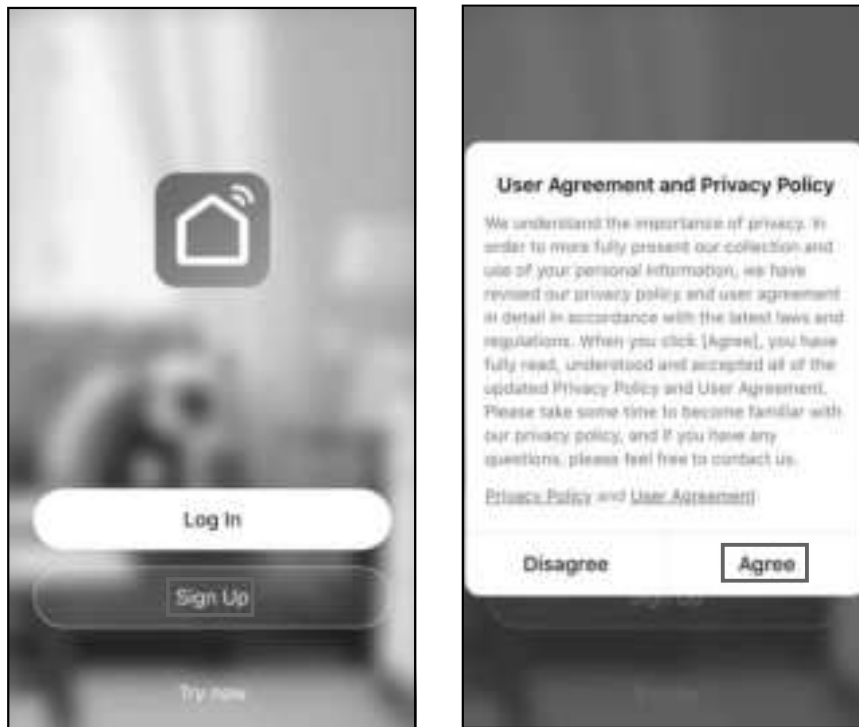 Log In
Sign Up
Try now
User Agreement and Privacy Policy
We understand the importance of privacy. In
order to more fully present our collection and
use of your personal information, we have
revised our privacy policy and user agreement
in detail in accordance with the latest laws and
regulations. When you click [Agree], you have
fully read, understood and accepted all of the
updated Privacy Policy and User Agreement.
Please take some time to become familiar with
our privacy policy, and if you have any
questions, please feel free to contact us.
Privacy Policy and User Agreement
Disagree
Agree
Sign Up